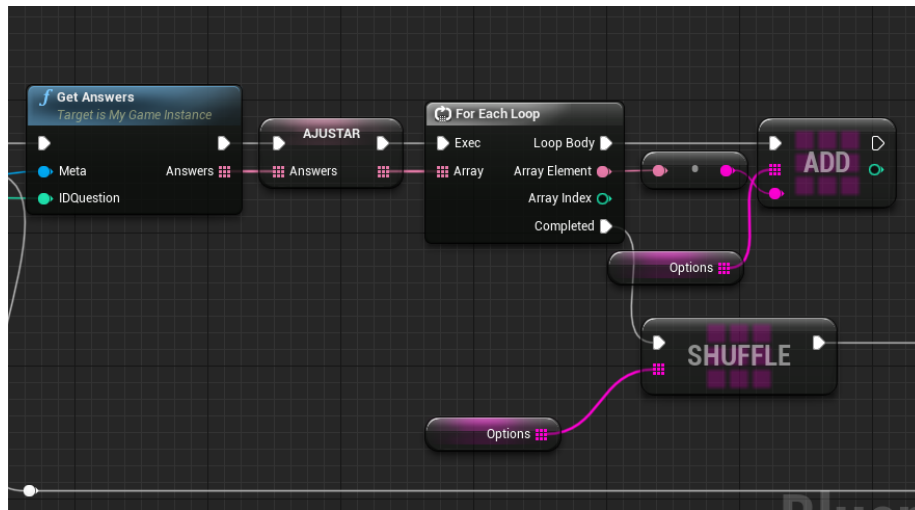 Get Answers
Target is My Game Instance
Meta
Answers
IDQuestion
AJUSTAR
Answers
For Each Loop
Exec
Loop Body
Array
Array Element
Array Index
Completed
ADD
Options
SHUFFLE
Options